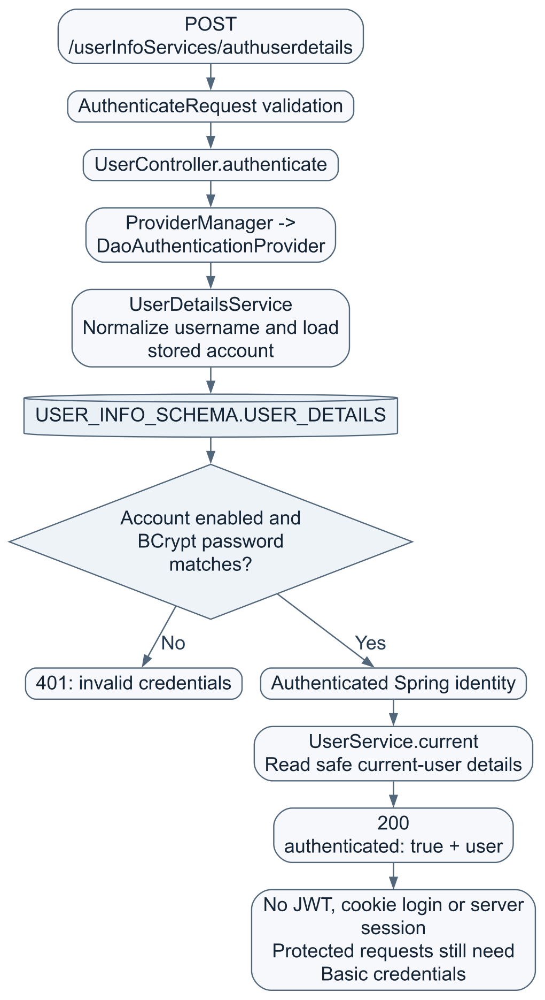 POST
/userInfoServices/authuserdetails
AuthenticateRequest validation
UserController.authenticate
ProviderManager ->
DaoAuthenticationProvider
UserDetailsService
Normalize username and load
stored account
USER_INFO_SCHEMA.USER_DETAILS
Account enabled and
BCrypt password
matches?
No
Yes
401: invalid credentials
Authenticated Spring identity
UserService.current
Read safe current-user details
200
authenticated: true + user
No JWT, cookie login or server
session
Protected requests still need
Basic credentials